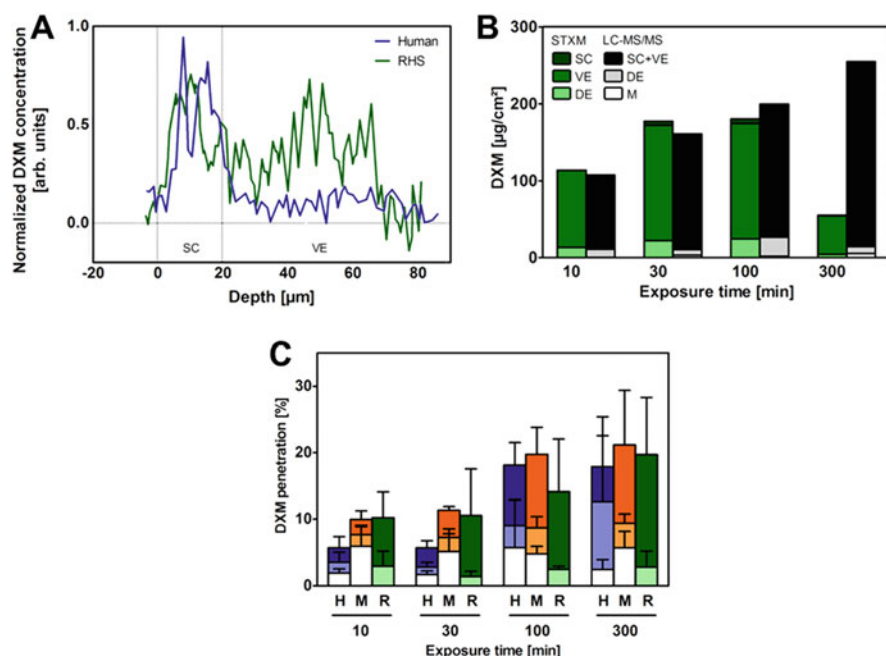 A
Normalized DXM concentration
[arb. units]
1.0
0.5
0.0
Human
RHS
SC
VE
-20
0
20
40
60
80
Depth [µm]
B
DXM [µg/cm²]
300
200
100
0
STXM LC-MS/MS
SC SC+VE
VE DE
DE M
10
30
100
300
Exposure time [min]
C
DXM penetration [%]
30
20
10
0
H M R H M R H M R H M R
10
30
100
300
Exposure time [min]